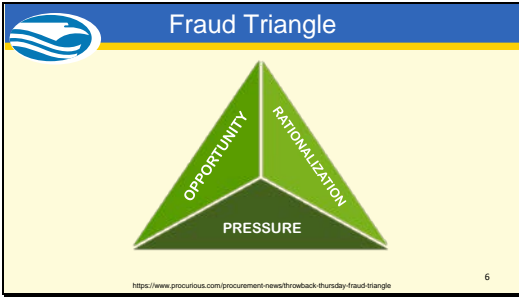 Fraud Triangle
OPPORTUNITY
RATIONALIZATION
PRESSURE
https://www.procurious.com/procurement-news/throwback-thursday-fraud-triangle
6